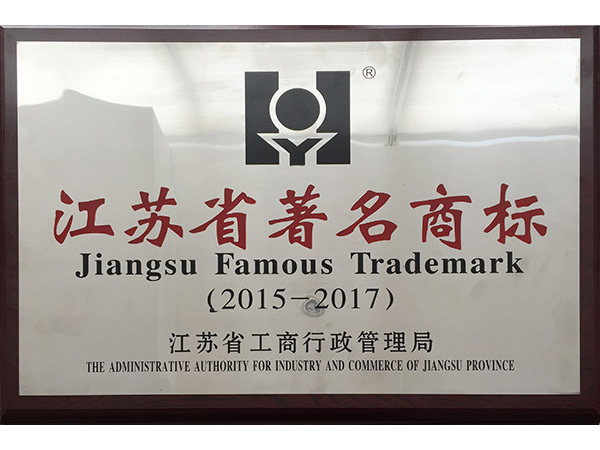 ®
江苏省著名商标
Jiangsu Famous Trademark
(2015-2017)
江苏省工商行政管理局
THE ADMINISTRATIVE AUTHORITY FOR INDUSTRY AND COMMERCE OF JIANGSU PROVINCE